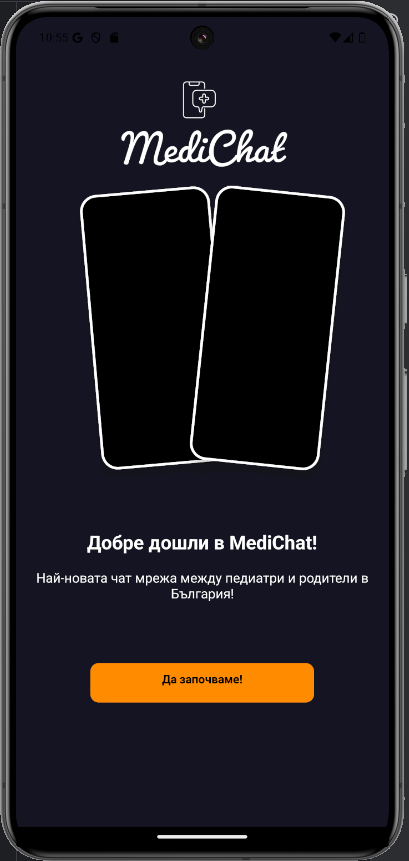 10:55
MediChat
Добре дошли в MediChat!
Най-новата чат мрежа между педиатри и родители в
България!
Да започваме!